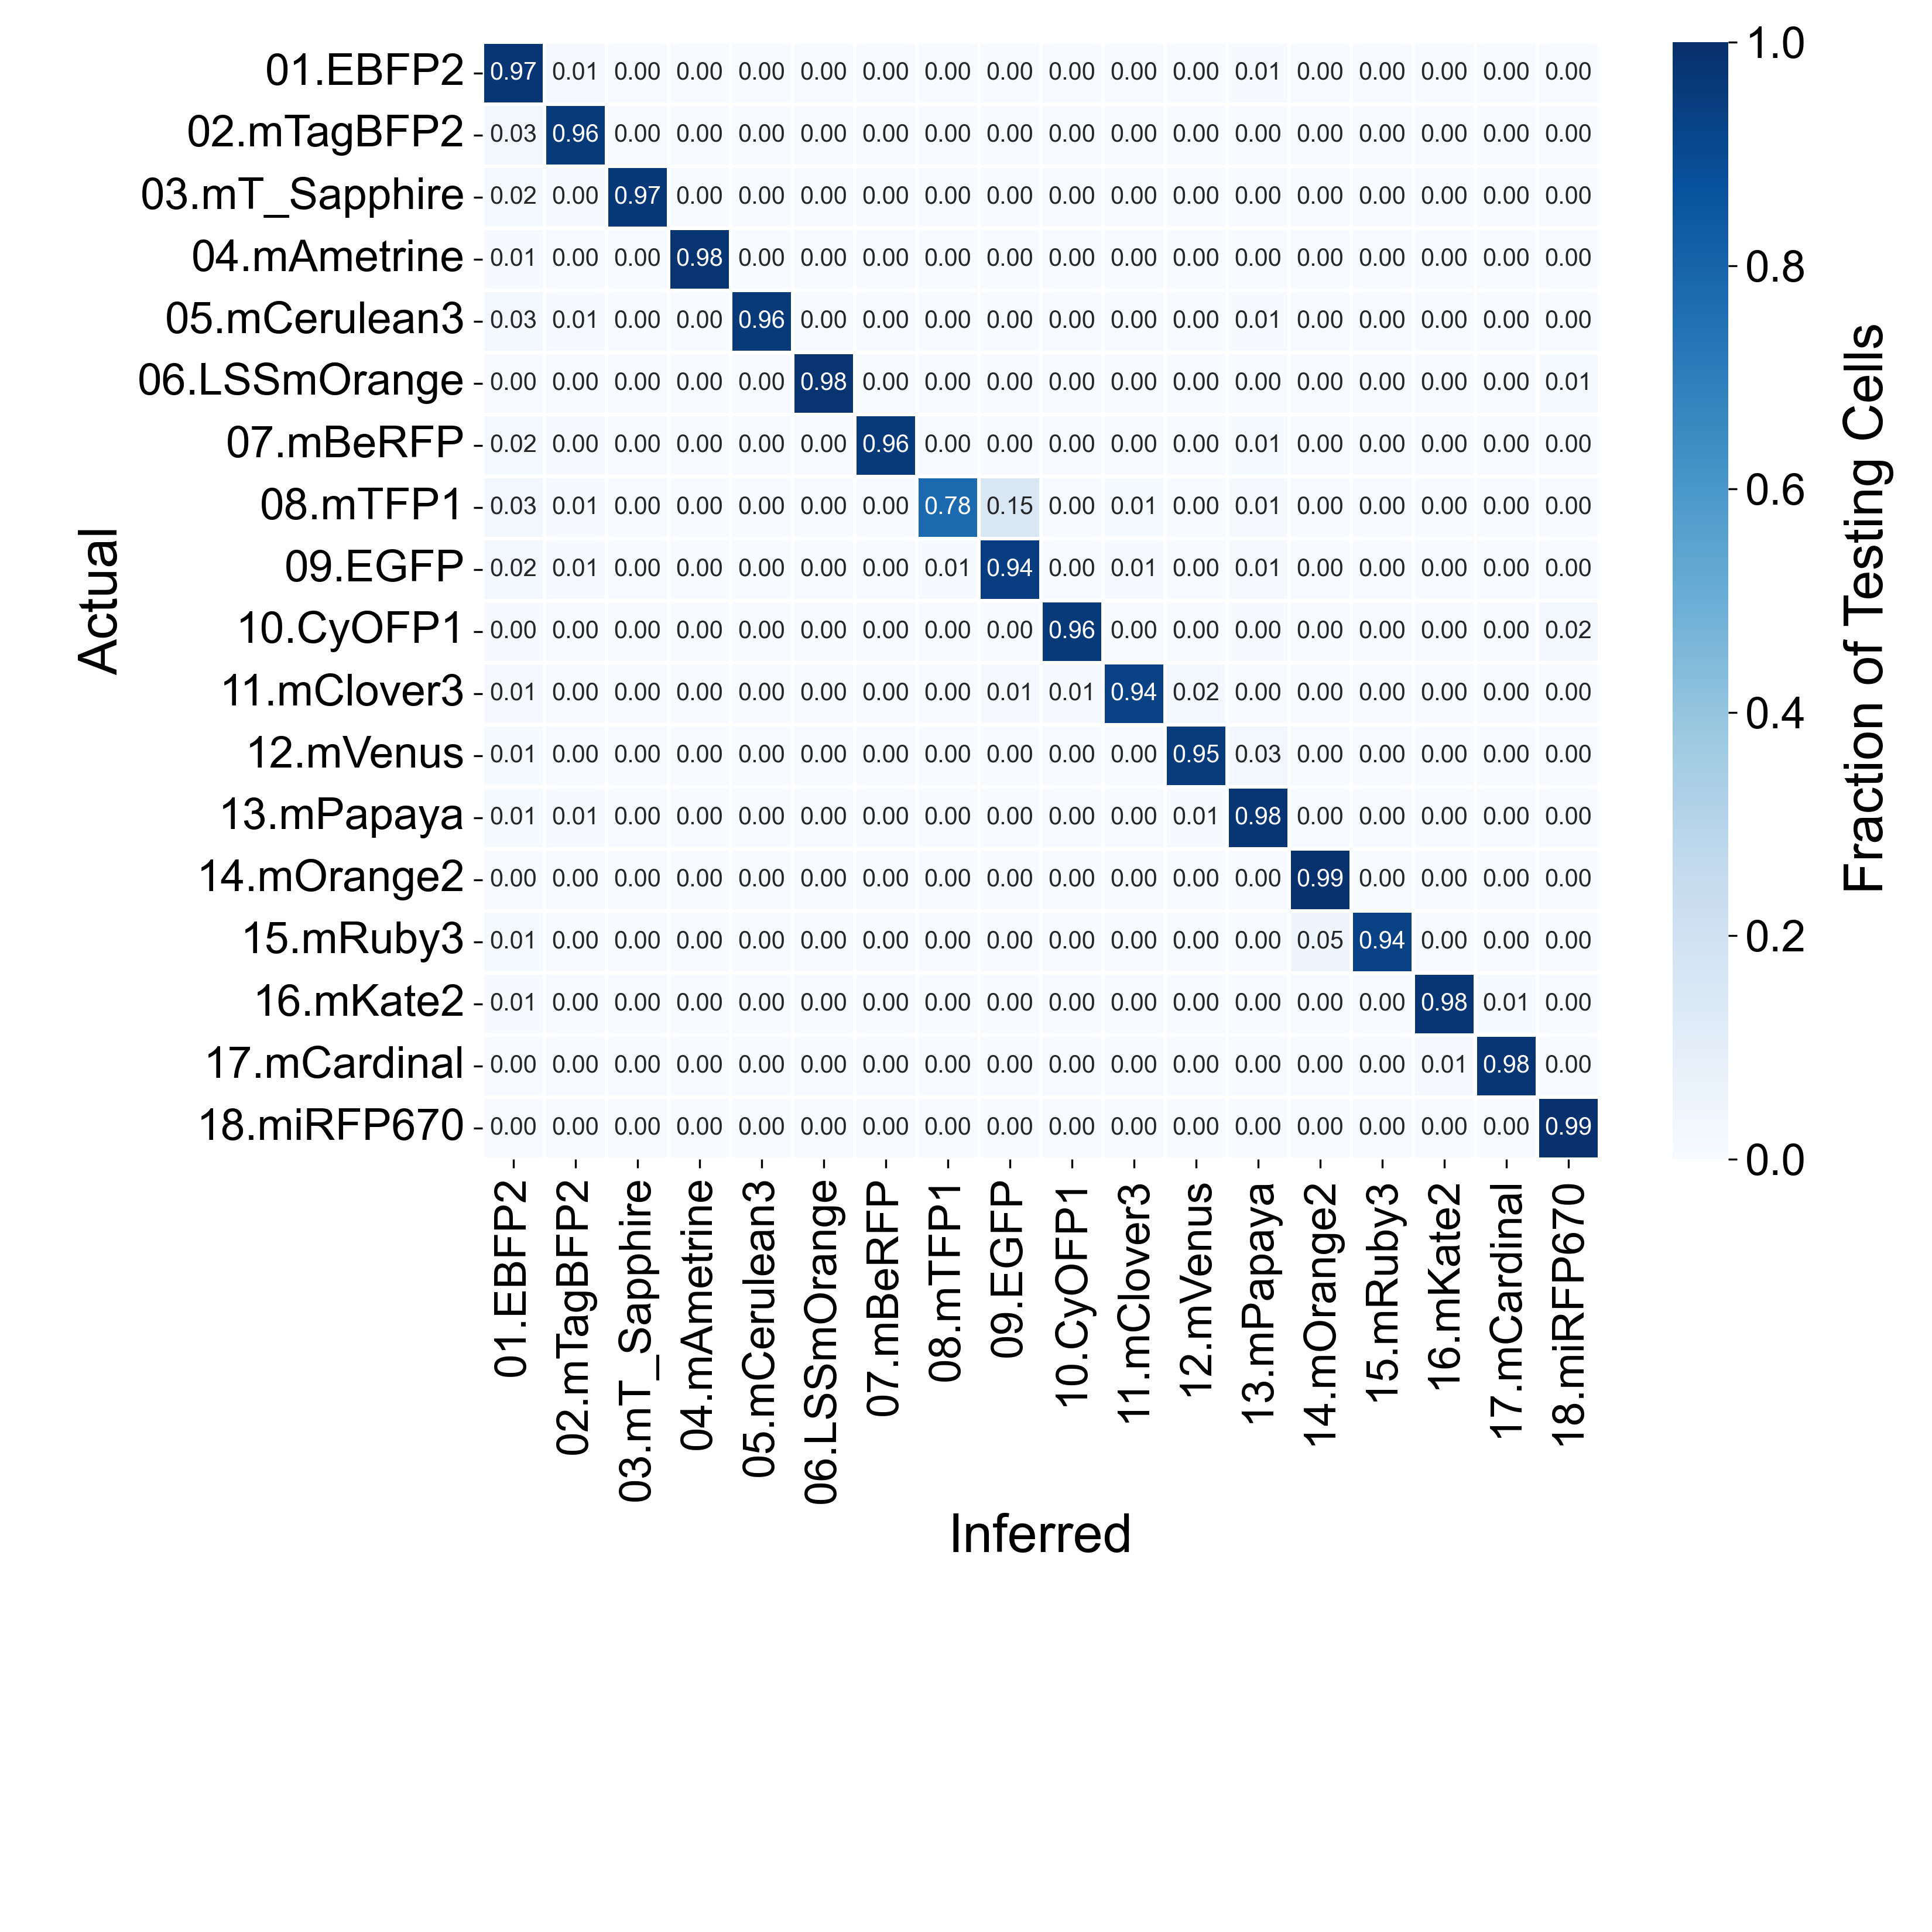 01.EBFP2 0.97 0.01 0.00 0.00 0.00 0.00 0.00 0.00 0.00 0.00 0.00 0.00 0.01 0.00 0.00 0.00 0.00 0.00
02.mTagBFP2 0.03 0.96 0.00 0.00 0.00 0.00 0.00 0.00 0.00 0.00 0.00 0.00 0.00 0.00 0.00 0.00 0.00 0.00
03.mT_Sapphire 0.02 0.00 0.97 0.00 0.00 0.00 0.00 0.00 0.00 0.00 0.00 0.00 0.00 0.00 0.00 0.00 0.00 0.00
04.mAmetrine 0.01 0.00 0.00 0.98 0.00 0.00 0.00 0.00 0.00 0.00 0.00 0.00 0.00 0.00 0.00 0.00 0.00 0.00
05.mCerulean3 0.03 0.01 0.00 0.00 0.96 0.00 0.00 0.00 0.00 0.00 0.00 0.00 0.01 0.00 0.00 0.00 0.00 0.00
06.LSSmOrange 0.00 0.00 0.00 0.00 0.00 0.98 0.00 0.00 0.00 0.00 0.00 0.00 0.00 0.00 0.00 0.00 0.00 0.01
07.mBeRFP 0.02 0.00 0.00 0.00 0.00 0.00 0.96 0.00 0.00 0.00 0.00 0.00 0.01 0.00 0.00 0.00 0.00 0.00
08.mTFP1 0.03 0.01 0.00 0.00 0.00 0.00 0.00 0.78 0.15 0.00 0.01 0.00 0.01 0.00 0.00 0.00 0.00 0.00
09.EGFP 0.02 0.01 0.00 0.00 0.00 0.00 0.00 0.01 0.94 0.00 0.01 0.00 0.01 0.00 0.00 0.00 0.00 0.00
10.CyOFP1 0.00 0.00 0.00 0.00 0.00 0.00 0.00 0.00 0.00 0.96 0.00 0.00 0.00 0.00 0.00 0.00 0.00 0.02
11.mClover3 0.01 0.00 0.00 0.00 0.00 0.00 0.00 0.00 0.01 0.01 0.94 0.02 0.00 0.00 0.00 0.00 0.00 0.00
12.mVenus 0.01 0.00 0.00 0.00 0.00 0.00 0.00 0.00 0.00 0.00 0.00 0.95 0.03 0.00 0.00 0.00 0.00 0.00
13.mPapaya 0.01 0.01 0.00 0.00 0.00 0.00 0.00 0.00 0.00 0.00 0.00 0.01 0.98 0.00 0.00 0.00 0.00 0.00
14.mOrange2 0.00 0.00 0.00 0.00 0.00 0.00 0.00 0.00 0.00 0.00 0.00 0.00 0.00 0.99 0.00 0.00 0.00 0.00
15.mRuby3 0.01 0.00 0.00 0.00 0.00 0.00 0.00 0.00 0.00 0.00 0.00 0.00 0.00 0.05 0.94 0.00 0.00 0.00
16.mKate2 0.01 0.00 0.00 0.00 0.00 0.00 0.00 0.00 0.00 0.00 0.00 0.00 0.00 0.00 0.00 0.98 0.01 0.00
17.mCardinal 0.00 0.00 0.00 0.00 0.00 0.00 0.00 0.00 0.00 0.00 0.00 0.00 0.00 0.00 0.00 0.01 0.98 0.00
18.miRFP670 0.00 0.00 0.00 0.00 0.00 0.00 0.00 0.00 0.00 0.00 0.00 0.00 0.00 0.00 0.00 0.00 0.00 0.99
Actual
01.EBFP2
02.mTagBFP2
03.mT_Sapphire
04.mAmetrine
05.mCerulean3
06.LSSmOrange
07.mBeRFP
08.mTFP1
09.EGFP
10.CyOFP1
11.mClover3
12.mVenus
13.mPapaya
14.mOrange2
15.mRuby3
16.mKate2
17.mCardinal
18.miRFP670
Inferred
1.0
0.8
0.6
0.4
0.2
0.0
Fraction of Testing Cells